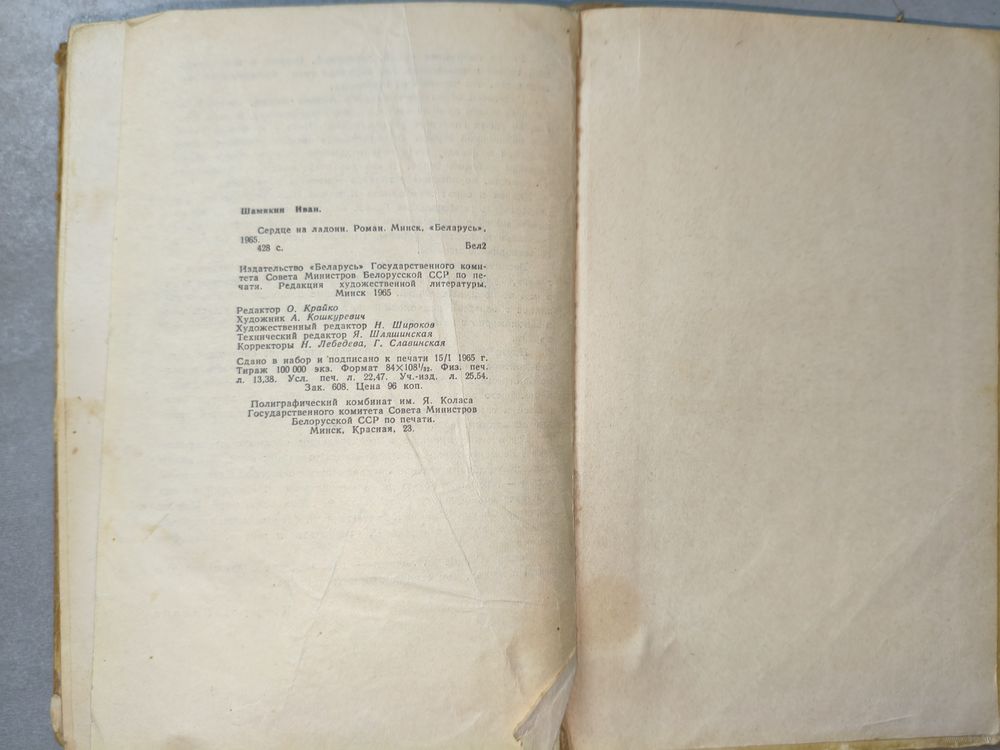 Шамякин Иван.
Сердце на ладони. Роман. Минск, «Беларусь»,
1965.
428 с. Бел2
Издательство «Беларусь» Государственного коми-
тета Совета Министров Белорусской ССР по пе-
чати. Редакция художественной литературы.
Минск 1965
Редактор О. Крайко
Художник А. Кошкуревич
Художественный редактор Н. Широков
Технический редактор Я. Шляшинская
Корректоры Н. Лебедева, Г. Славинская
Сдано в набор и подписано к печати 15/I 1965 г.
Тираж 100 000 экз. Формат 84×108¹/₃₂. Физ. печ.
л. 13,38. Усл. печ. л. 22,47. Уч.-изд. л. 25,54.
Зак. 608. Цена 96 коп.
Полиграфический комбинат им. Я. Коласа
Государственного комитета Совета Министров
Белорусской ССР по печати.
Минск, Красная, 23.